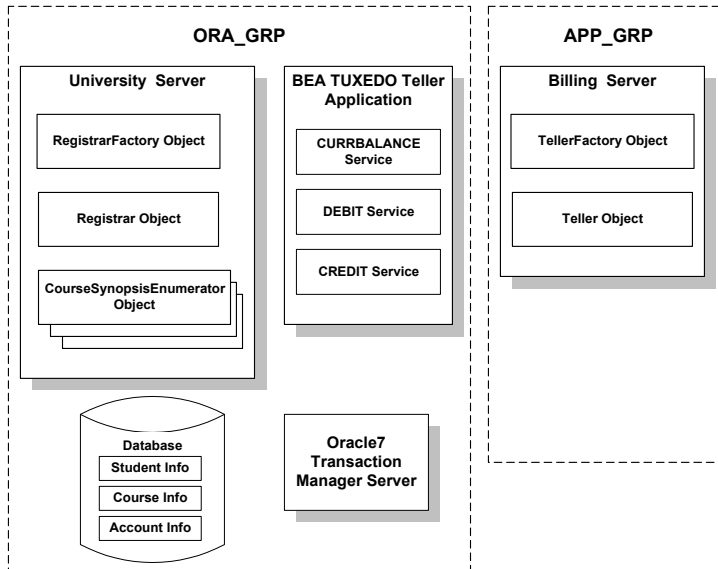 ORA_GRP
University Server
RegistrarFactory Object
Registrar Object
CourseSynopsisEnumerator
Object
BEA TUXEDO Teller
Application
CURRBALANCE
Service
DEBIT Service
CREDIT Service
Database
Student Info
Course Info
Account Info
Oracle7
Transaction
Manager Server
APP_GRP
Billing Server
TellerFactory Object
Teller Object